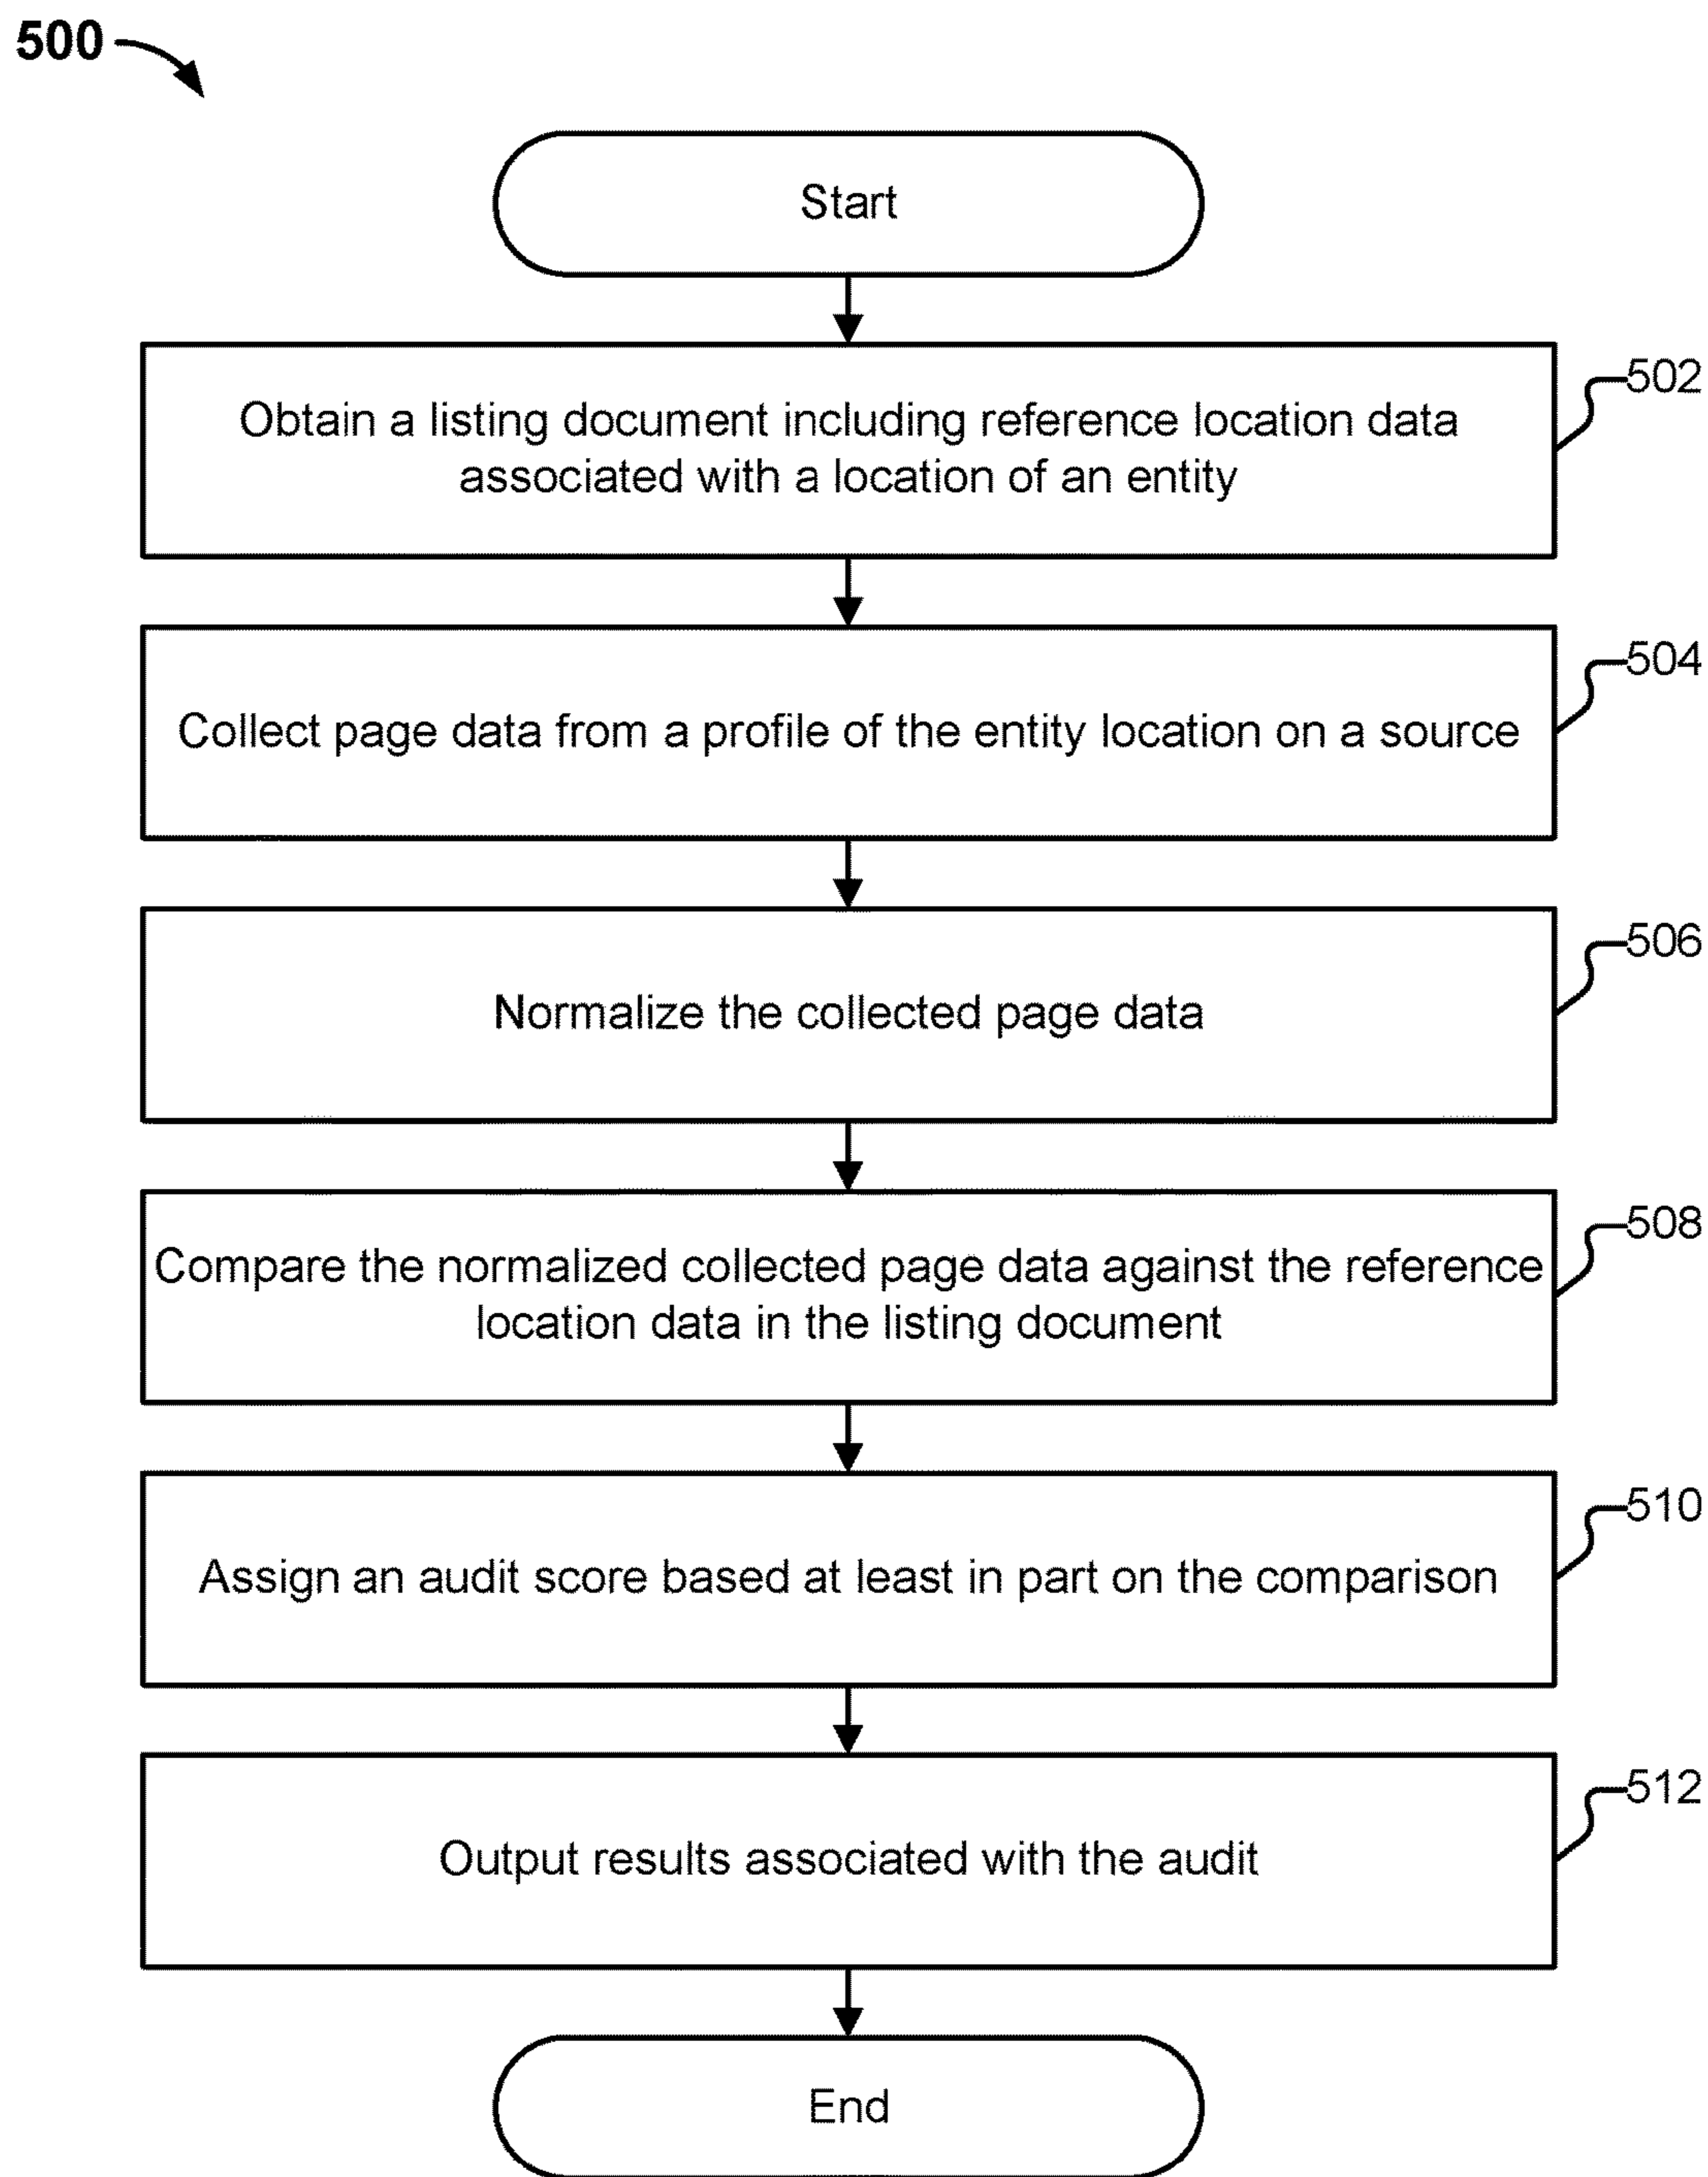 500
Start
502
Obtain a listing document including reference location data
associated with a location of an entity
504
Collect page data from a profile of the entity location on a source
506
Normalize the collected page data
508
Compare the normalized collected page data against the reference
location data in the listing document
510
Assign an audit score based at least in part on the comparison
512
Output results associated with the audit
End